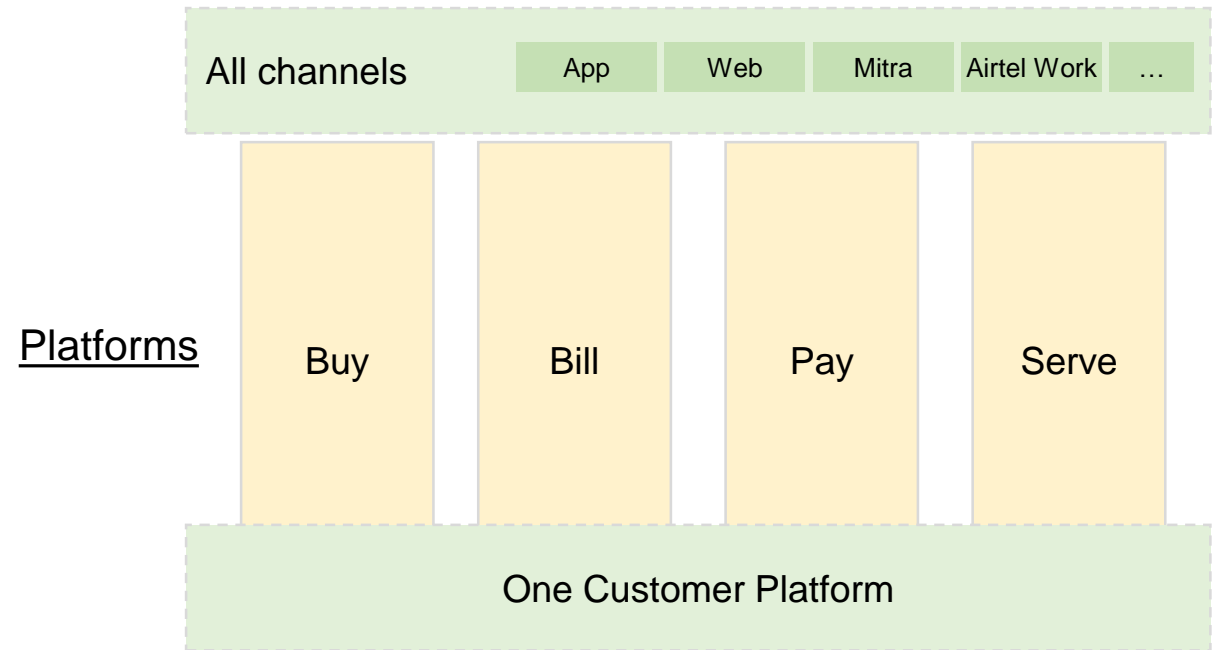 All channels
App
Web
Mitra
Airtel Work
…
Platforms
Buy
Bill
Pay
Serve
One Customer Platform